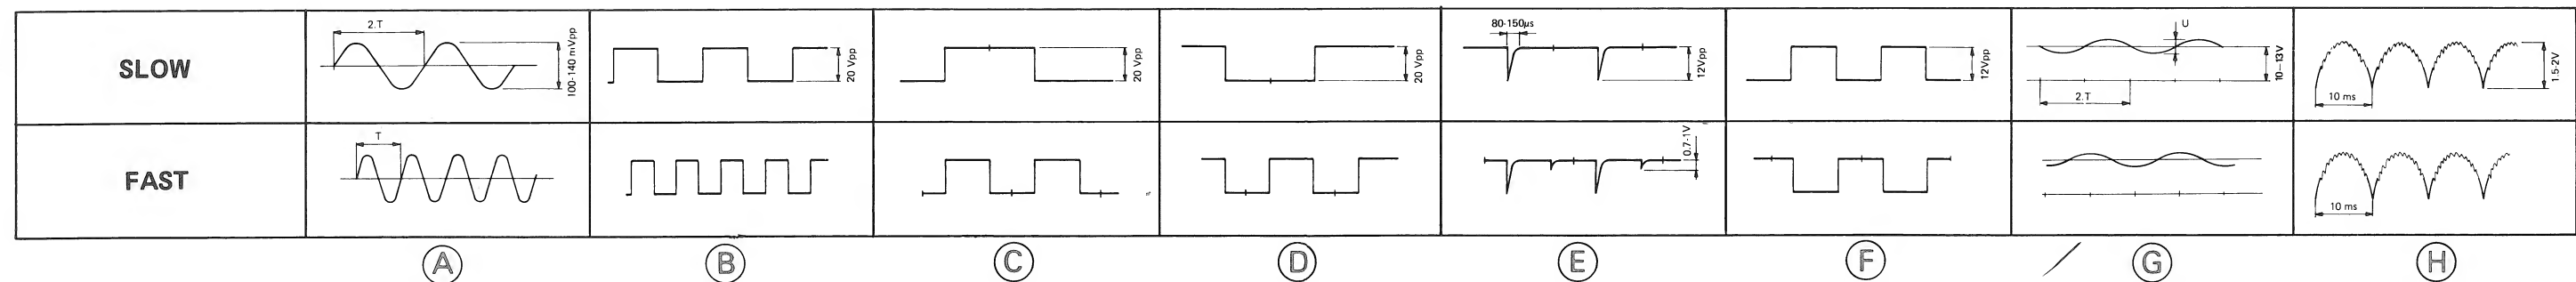 SLOW
2.T
100-140 mVpp
20 Vpp
20 Vpp
20 Vpp
80-150µs
12Vpp
12Vpp
U
10-13V
2.T
10 ms
1.5-2V
FAST
T
0.7-1V
10 ms
A
B
C
D
E
F
G
H